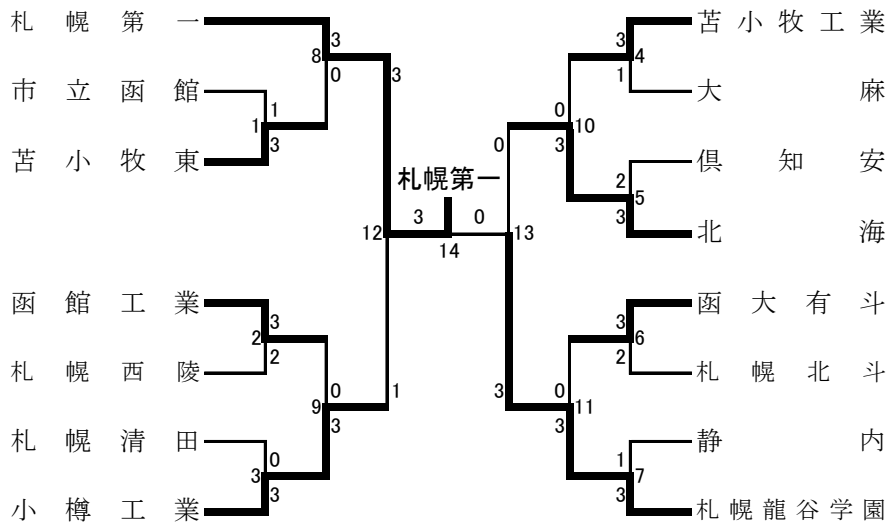 札幌第一
3
8
0
3
市立函館
1
1
3
苫小牧東
函館工業
3
2
2
札幌西陵
0
9
3
1
札幌清田
0
3
3
小樽工業
12
札幌第一
3
0
14
苫小牧工業
3
4
1
大麻
0
10
3
0
倶知安
2
5
3
北海
13
函大有斗
3
6
2
札幌北斗
3
0
11
3
静内
1
7
3
札幌龍谷学園